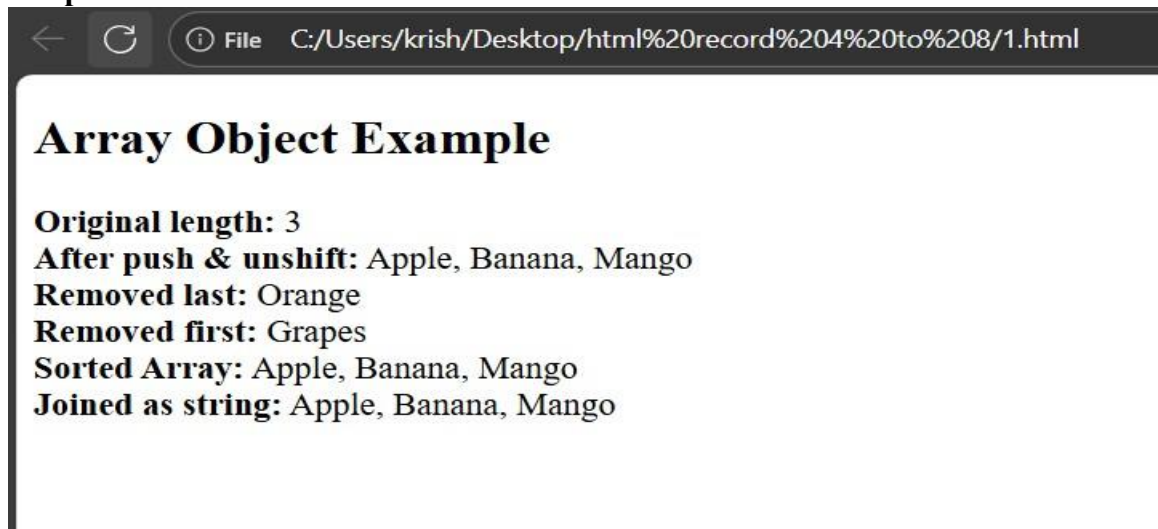 File C:/Users/krish/Desktop/html%20record%204%20to%208/1.html
Array Object Example
Original length: 3
After push & unshift: Apple, Banana, Mango
Removed last: Orange
Removed first: Grapes
Sorted Array: Apple, Banana, Mango
Joined as string: Apple, Banana, Mango